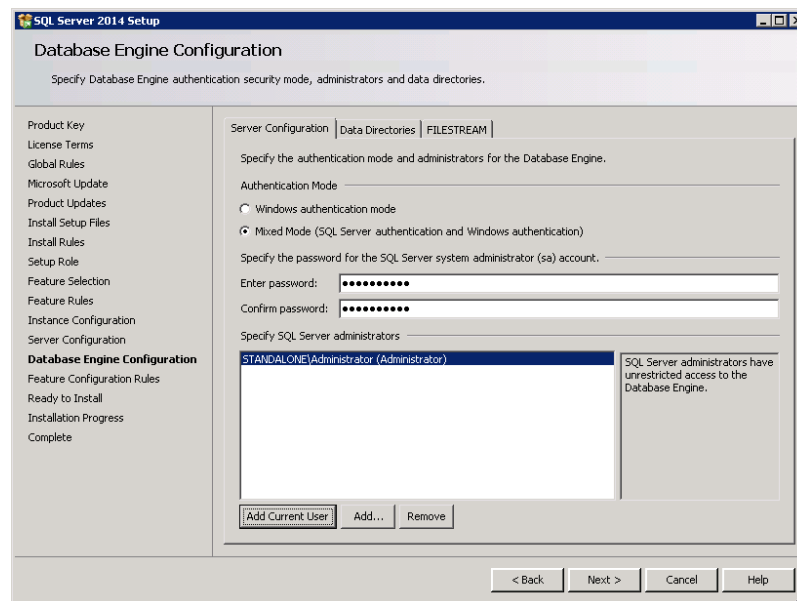 SQL Server 2014 Setup
Database Engine Configuration
Specify Database Engine authentication security mode, administrators and data directories.
Product Key
License Terms
Global Rules
Microsoft Update
Product Updates
Install Setup Files
Install Rules
Setup Role
Feature Selection
Feature Rules
Instance Configuration
Server Configuration
Database Engine Configuration
Feature Configuration Rules
Ready to Install
Installation Progress
Complete
Server Configuration Data Directories FILESTREAM
Specify the authentication mode and administrators for the Database Engine.
Authentication Mode
Windows authentication mode
Mixed Mode (SQL Server authentication and Windows authentication)
Specify the password for the SQL Server system administrator (sa) account.
Enter password: ●●●●●●●●●●
Confirm password: ●●●●●●●●●●
Specify SQL Server administrators
STANDALONE\Administrator (Administrator)
SQL Server administrators have
unrestricted access to the
Database Engine.
Add Current User Add... Remove
< Back Next > Cancel Help